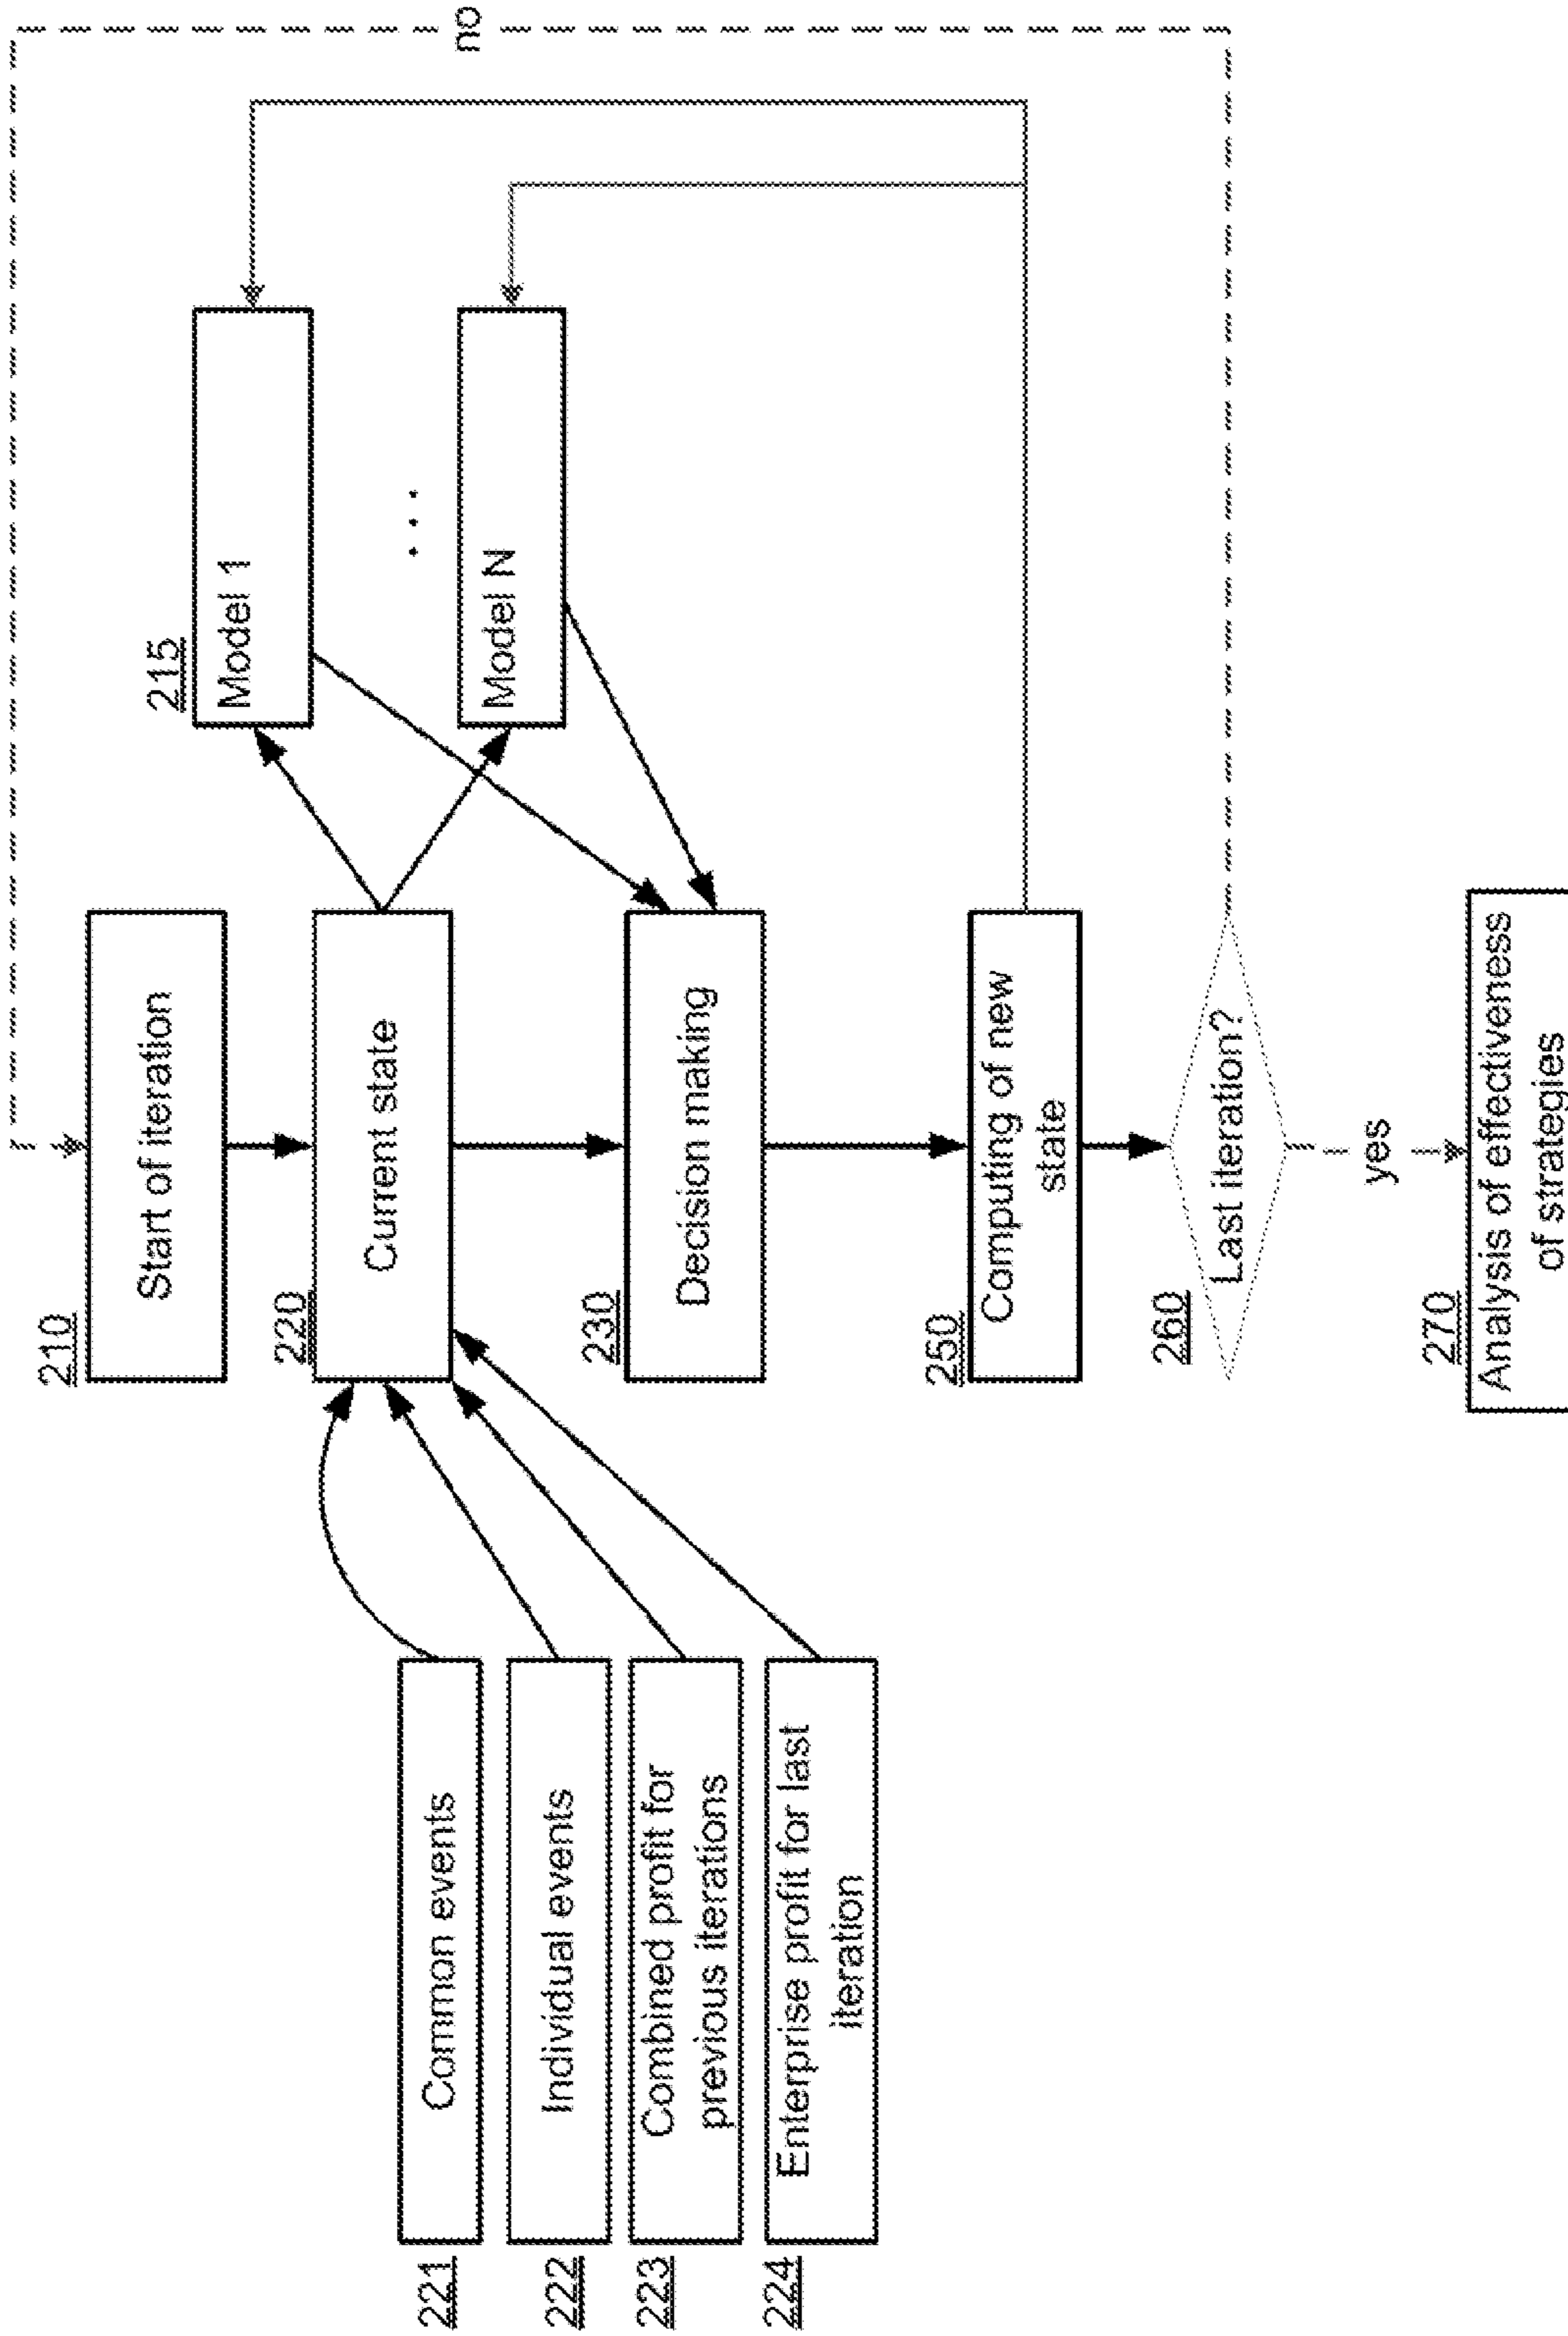 210
Start of iteration
no
215
Model 1
220
Current state
. . .
Model N
221
Common events
222
Individual events
223
Combined profit for
previous iterations
224
Enterprise profit for last
iteration
230
Decision making
250
Computing of new
state
260
Last iteration?
yes
270
Analysis of effectiveness
of strategies